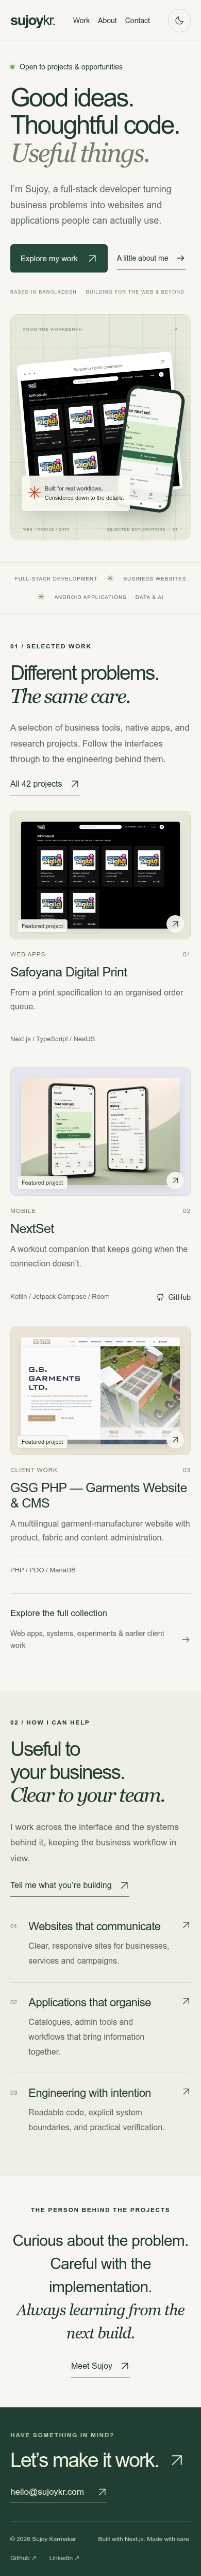 sujoykr.
Work About Contact
Open to projects & opportunities
Good ideas.
Thoughtful code.
Useful things.
I'm Sujoy, a full-stack developer turning
business problems into websites and
applications people can actually use.
Explore my work
A little about me
BASED IN BANGLADESH
BUILDING FOR THE WEB & BEYOND
FROM THE WORKBENCH
Safoyana / print commerce
All Products
Built for real workflows.
Considered down to the details.
WEB / MOBILE / DATA
SELECTED EXPLORATIONS — 01
FULL-STACK DEVELOPMENT
BUSINESS WEBSITES
ANDROID APPLICATIONS
DATA & AI
01 / SELECTED WORK
Different problems.
The same care.
A selection of business tools, native apps, and
research projects. Follow the interfaces
through to the engineering behind them.
All 42 projects
All Products
Featured project
WEB APPS 01
Safoyana Digital Print
From a print specification to an organised order
queue.
Next.js / TypeScript / NestJS
Featured project
MOBILE 02
NextSet
A workout companion that keeps going when the
connection doesn't.
Kotlin / Jetpack Compose / Room
GitHub
G.S.
GARMENTS
LTD.
Featured project
CLIENT WORK 03
GSG PHP — Garments Website
& CMS
A multilingual garment-manufacturer website with
product, fabric and content administration.
PHP / PDO / MariaDB
Explore the full collection
Web apps, systems, experiments & earlier client
work
02 / HOW I CAN HELP
Useful to
your business.
Clear to your team.
I work across the interface and the systems
behind it, keeping the business workflow in
view.
Tell me what you're building
01 Websites that communicate
Clear, responsive sites for businesses,
services and campaigns.
02 Applications that organise
Catalogues, admin tools and
workflows that bring information
together.
03 Engineering with intention
Readable code, explicit system
boundaries, and practical verification.
THE PERSON BEHIND THE PROJECTS
Curious about the problem.
Careful with the
implementation.
Always learning from the
next build.
Meet Sujoy
HAVE SOMETHING IN MIND?
Let's make it work.
hello@sujoykr.com
© 2026 Sujoy Karmakar
Built with Next.js. Made with care.
GitHub ↗ LinkedIn ↗